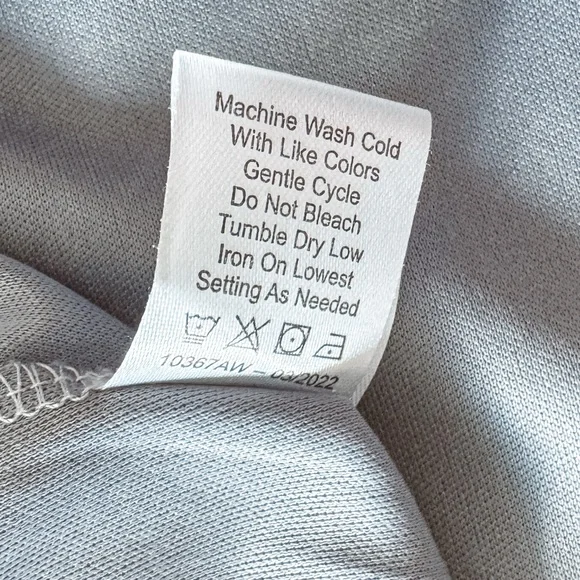 Machine Wash Cold
With Like Colors
Gentle Cycle
Do Not Bleach
Tumble Dry Low
Iron On Lowest
Setting As Needed
10367AW – 03/2022